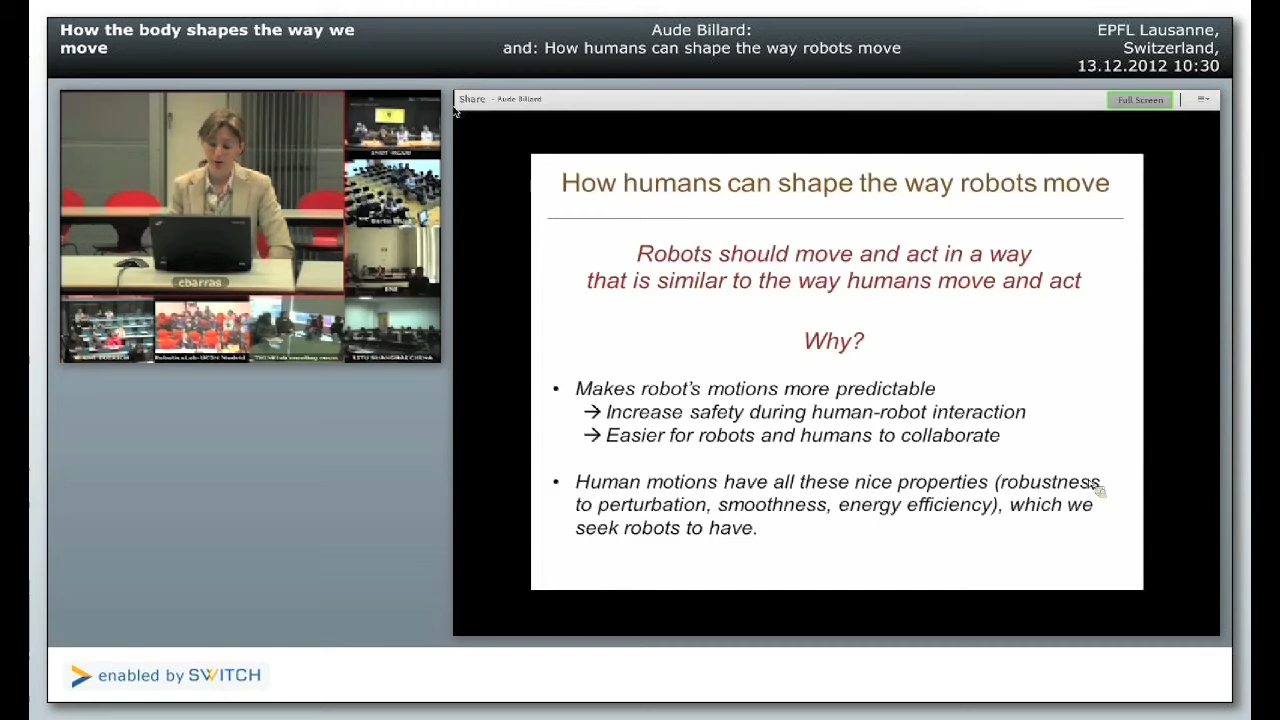 How the body shapes the way we
move
Aude Billard:
and: How humans can shape the way robots move
EPFL Lausanne,
Switzerland,
13.12.2012 10:30
Share - Aude Billard
Full Screen
cbarras
How humans can shape the way robots move
Robots should move and act in a way
that is similar to the way humans move and act
Why?
• Makes robot's motions more predictable
→ Increase safety during human-robot interaction
→ Easier for robots and humans to collaborate
• Human motions have all these nice properties (robustness
to perturbation, smoothness, energy efficiency), which we
seek robots to have.
enabled by SWITCH